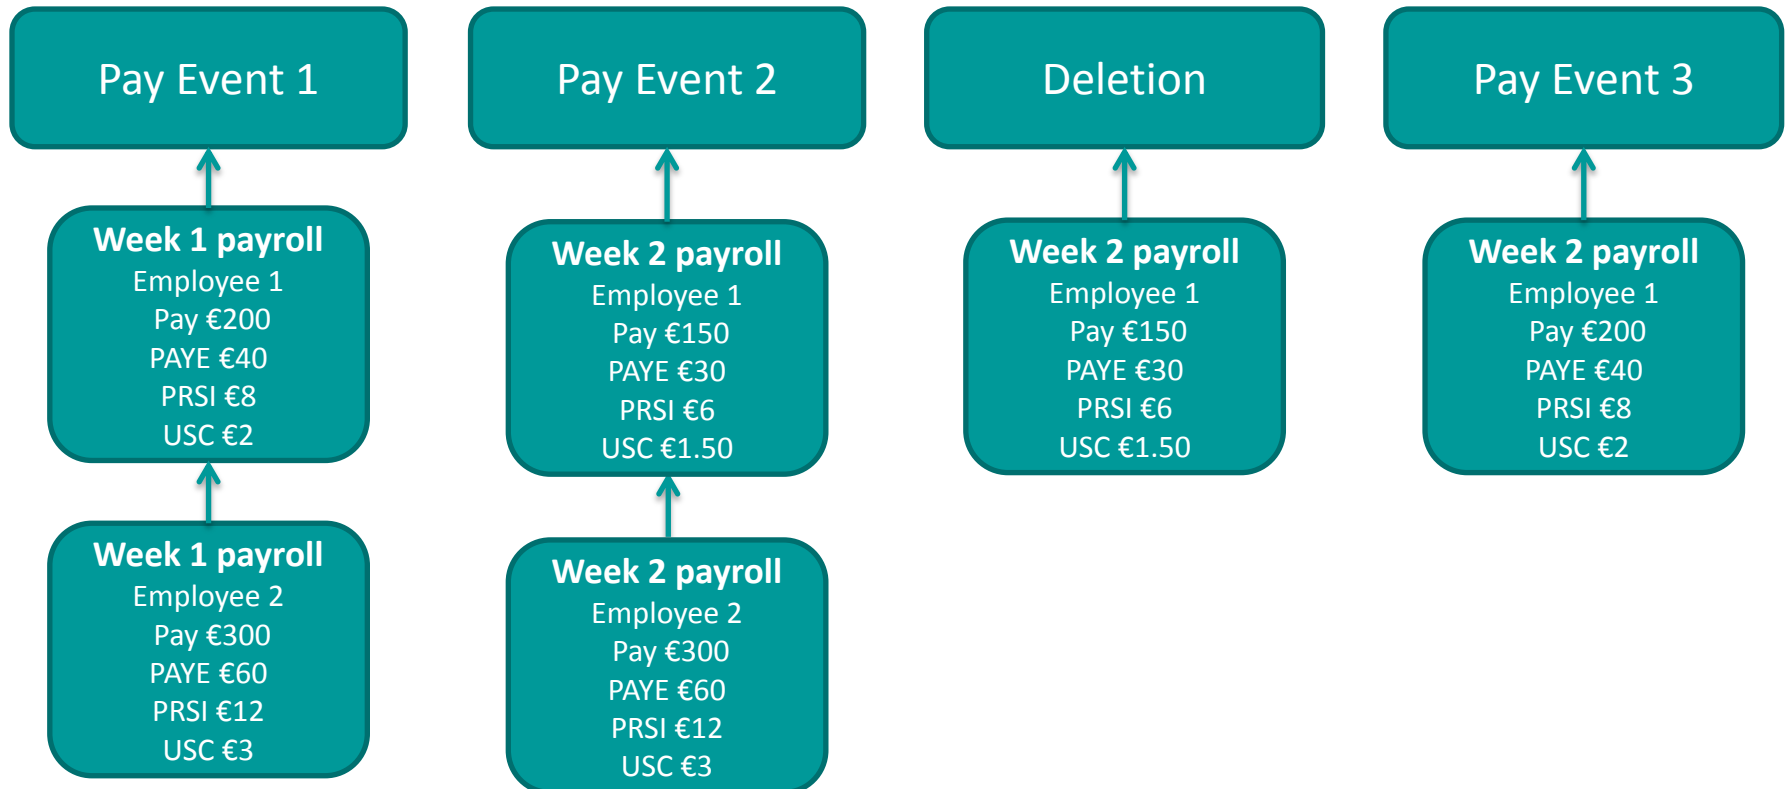 Pay Event 1
Week 1 payroll
Employee 1
Pay €200
PAYE €40
PRSI €8
USC €2
Week 1 payroll
Employee 2
Pay €300
PAYE €60
PRSI €12
USC €3
Pay Event 2
Week 2 payroll
Employee 1
Pay €150
PAYE €30
PRSI €6
USC €1.50
Week 2 payroll
Employee 2
Pay €300
PAYE €60
PRSI €12
USC €3
Deletion
Week 2 payroll
Employee 1
Pay €150
PAYE €30
PRSI €6
USC €1.50
Pay Event 3
Week 2 payroll
Employee 1
Pay €200
PAYE €40
PRSI €8
USC €2